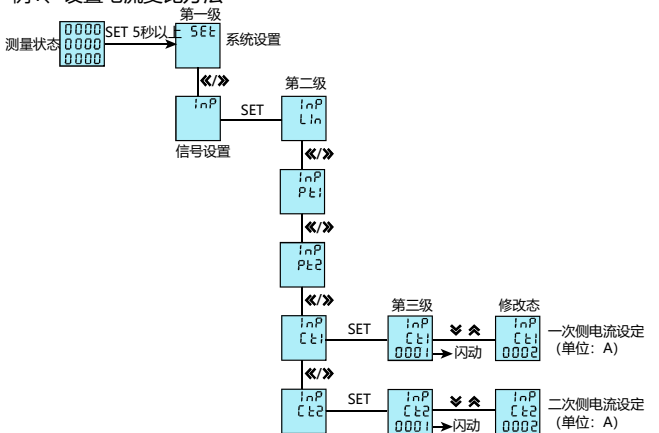 例1、设置电流变比方法
第一级
测量状态
0000
0000
0000
SET 5秒以上
SEt
系统设置
«/»
InP
SET
信号设置
第二级
InP
LIn
«/»
InP
Pt1
«/»
InP
Pt2
«/»
第三级
修改态
InP
Ct1
SET
InP
Ct1
0001
闪动
InP
Ct1
0002
一次侧电流设定
(单位：A)
«/»
InP
Ct2
SET
InP
Ct2
0001
闪动
InP
Ct2
0002
二次侧电流设定
(单位：A)